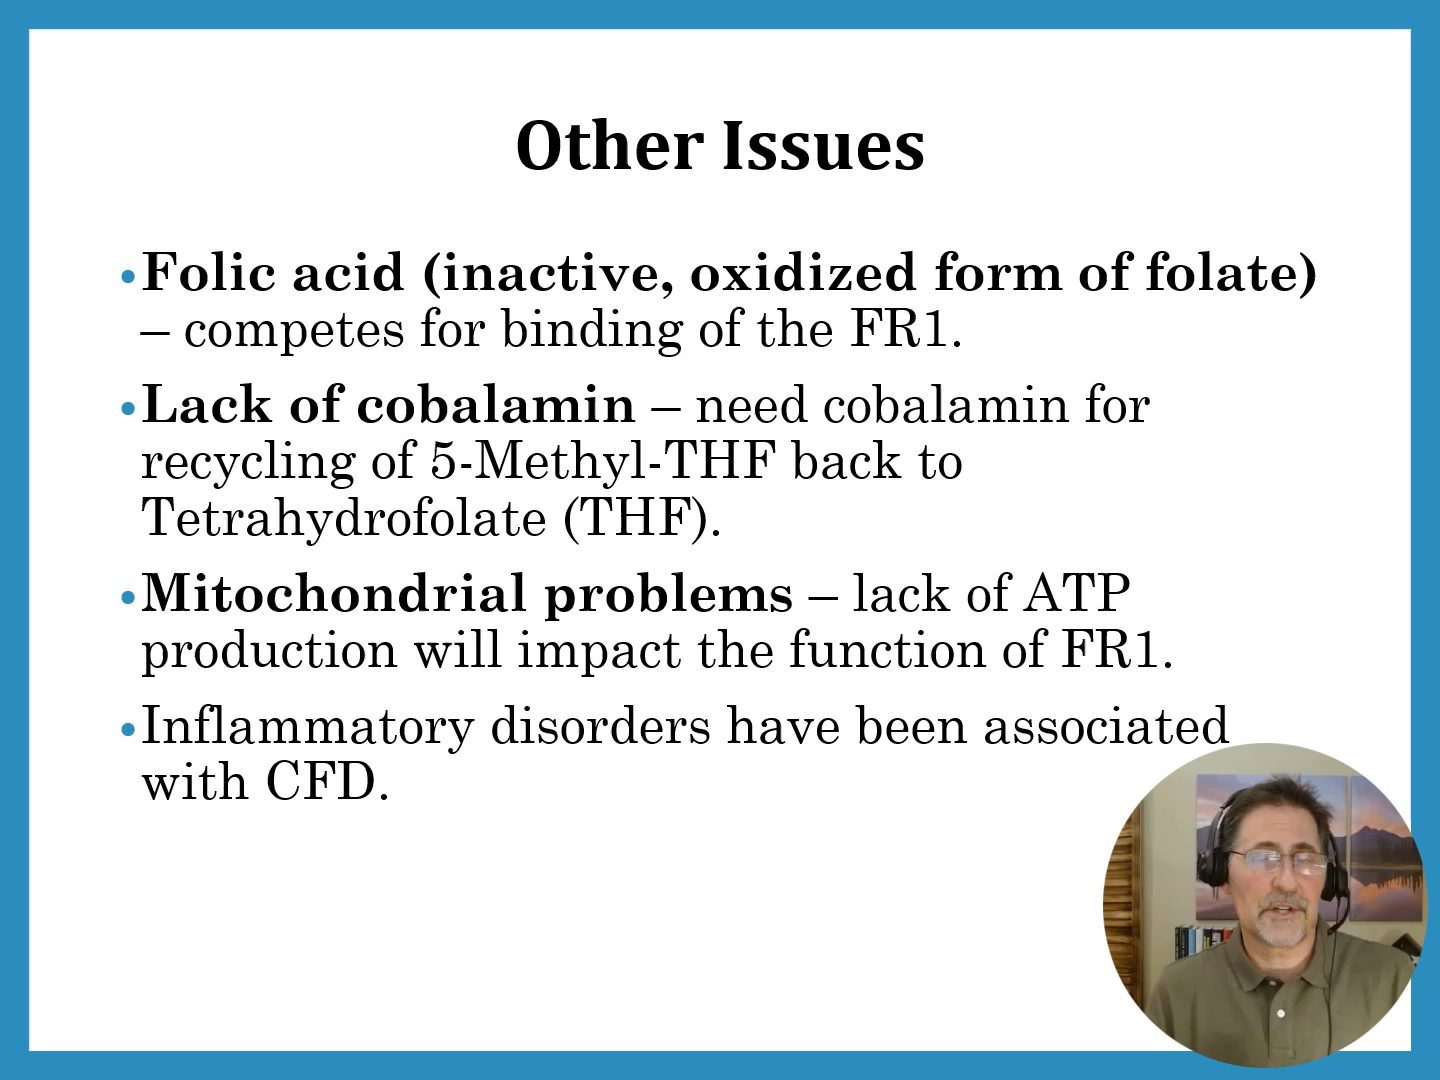 Other Issues
•Folic acid (inactive, oxidized form of folate)
– competes for binding of the FR1.
•Lack of cobalamin – need cobalamin for
recycling of 5-Methyl-THF back to
Tetrahydrofolate (THF).
•Mitochondrial problems – lack of ATP
production will impact the function of FR1.
•Inflammatory disorders have been associated
with CFD.